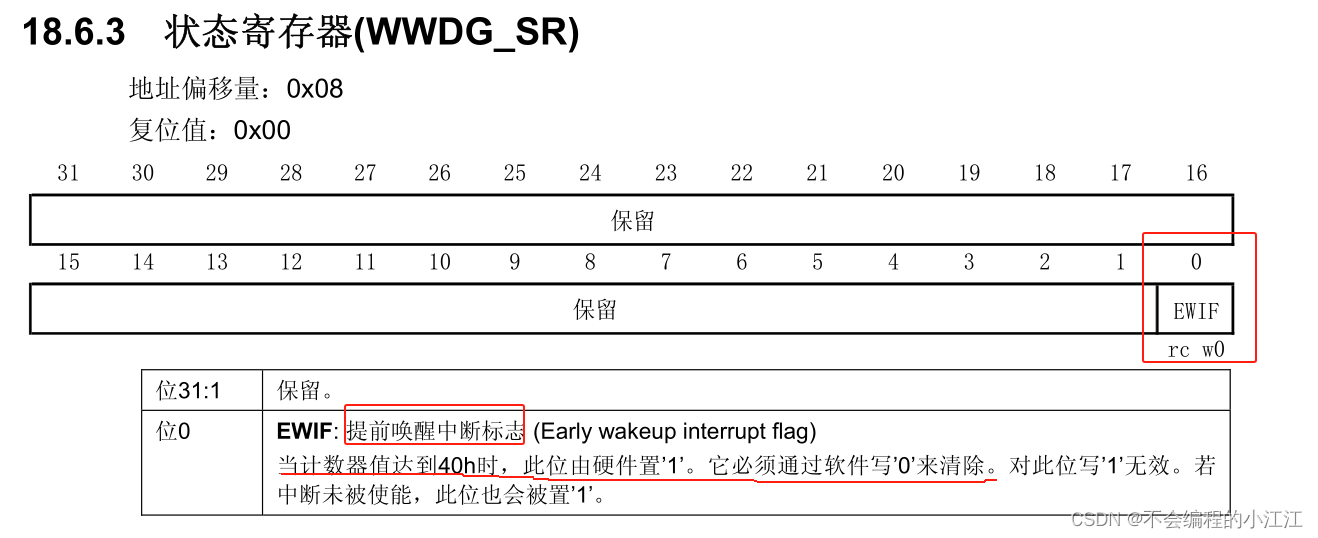 18.6.3 状态寄存器(WWDG_SR)
地址偏移量：0x08
复位值：0x00
31 30 29 28 27 26 25 24 23 22 21 20 19 18 17 16
保留
15 14 13 12 11 10 9 8 7 6 5 4 3 2 1 0
保留 EWIF
rc w0
位31:1 保留。
位0 EWIF: 提前唤醒中断标志 (Early wakeup interrupt flag)
当计数器值达到40h时，此位由硬件置'1'。它必须通过软件写'0'来清除。对此位写'1'无效。若
中断未被使能，此位也会被置'1'。
CSDN @不会编程的小江江